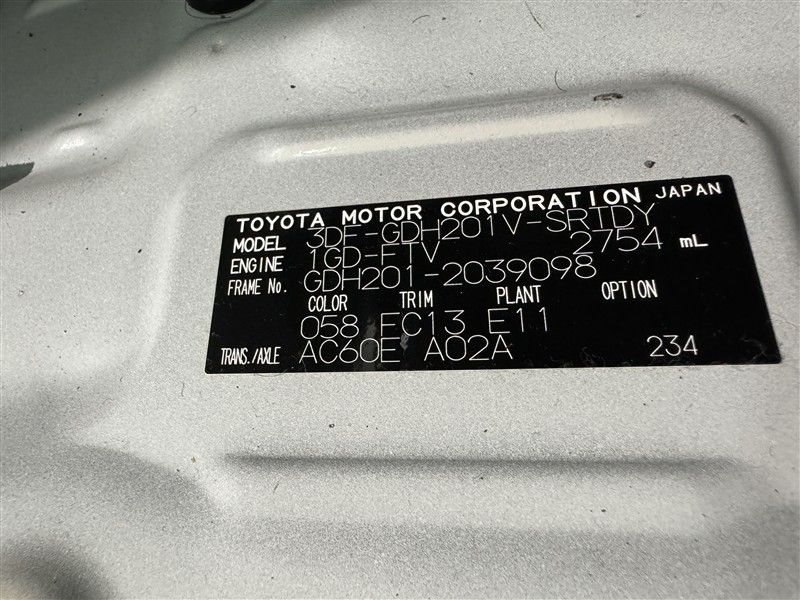 TOYOTA MOTOR CORPORATION JAPAN
MODEL 3DF-GDH201V-SRTDY
ENGINE 1GD-FTV 2754 mL
FRAME No. GDH201-2039098
COLOR TRIM PLANT OPTION
058 FC13 E11
TRANS./AXLE AC60E A02A 234